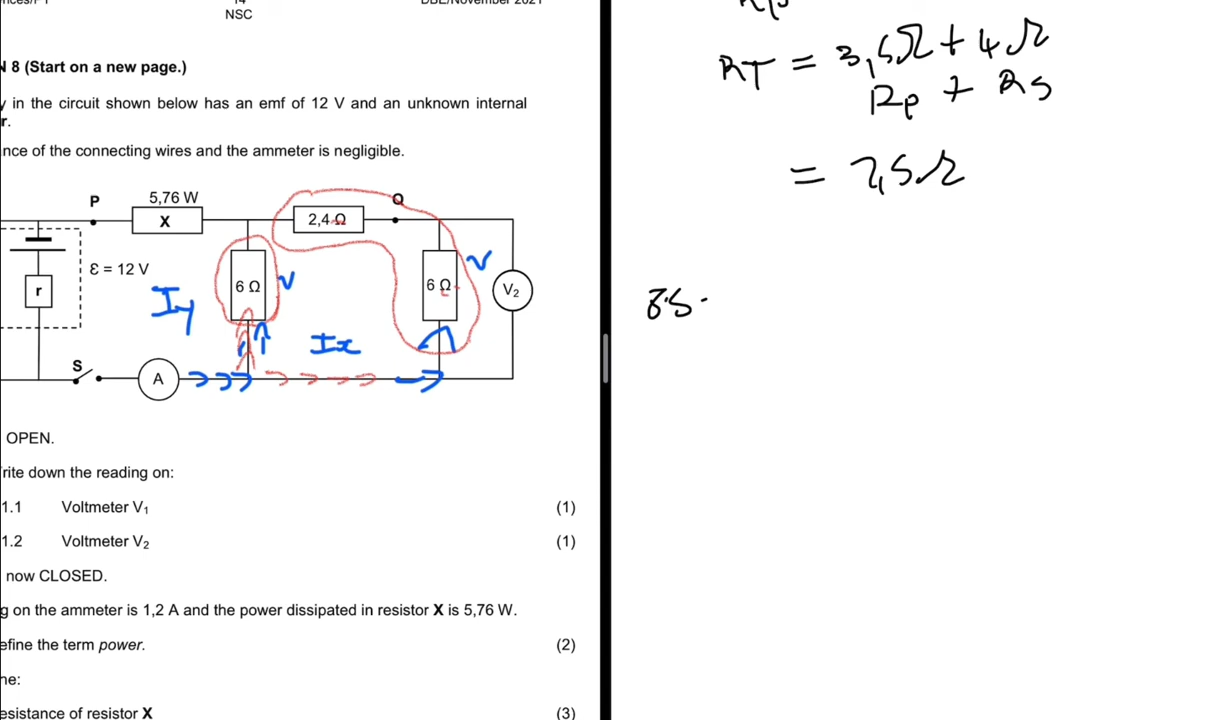 NSC
N 8 (Start on a new page.)
y in the circuit shown below has an emf of 12 V and an unknown internal
r.
nce of the connecting wires and the ammeter is negligible.
P
5,76 W
X
2,4 Ω
Q
6 Ω
V
6 Ω
V
V2
r
Ɛ = 12 V
Iy
Ix
S
A
OPEN.
rite down the reading on:
1.1 Voltmeter V1 (1)
1.2 Voltmeter V2 (1)
now CLOSED.
g on the ammeter is 1,2 A and the power dissipated in resistor X is 5,76 W.
efine the term power. (2)
ne:
esistance of resistor X (3)
RT = 3,5Ω + 4Ω
Rp + Rs
= 7,5Ω
8.5.